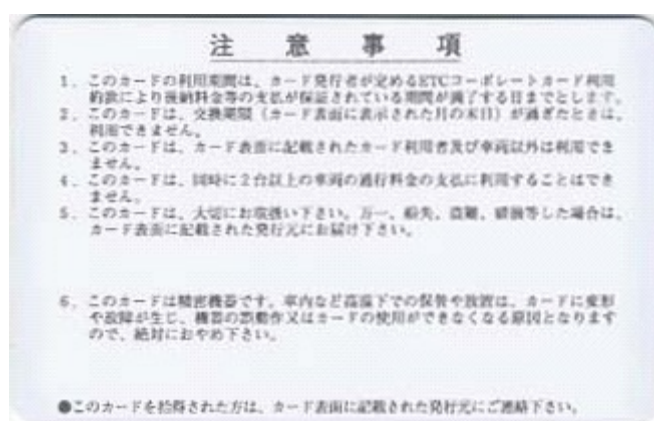 注意事項
1．このカードの利用期間は、カード発行者が定めるETCコーポレートカード利用
約款により後納料金等の支払が保証されている期間が満了する日までとします。
2．このカードは、交換期限（カード表面に表示された月の末日）が過ぎたときは、
利用できません。
3．このカードは、カード表面に記載されたカード利用者及び車両以外は利用でき
ません。
4．このカードは、同時に2台以上の車両の通行料金の支払に利用することはでき
ません。
5．このカードは、大切にお取扱い下さい。万一、紛失、盗難、破損等した場合は、
カード表面に記載された発行元にお届け下さい。
6．このカードは精密機器です。車内など高温下での保管や放置は、カードに変形
や故障が生じ、機器の誤動作又はカードの使用ができなくなる原因となります
ので、絶対におやめ下さい。
●このカードを拾得された方は、カード表面に記載された発行元にご連絡下さい。